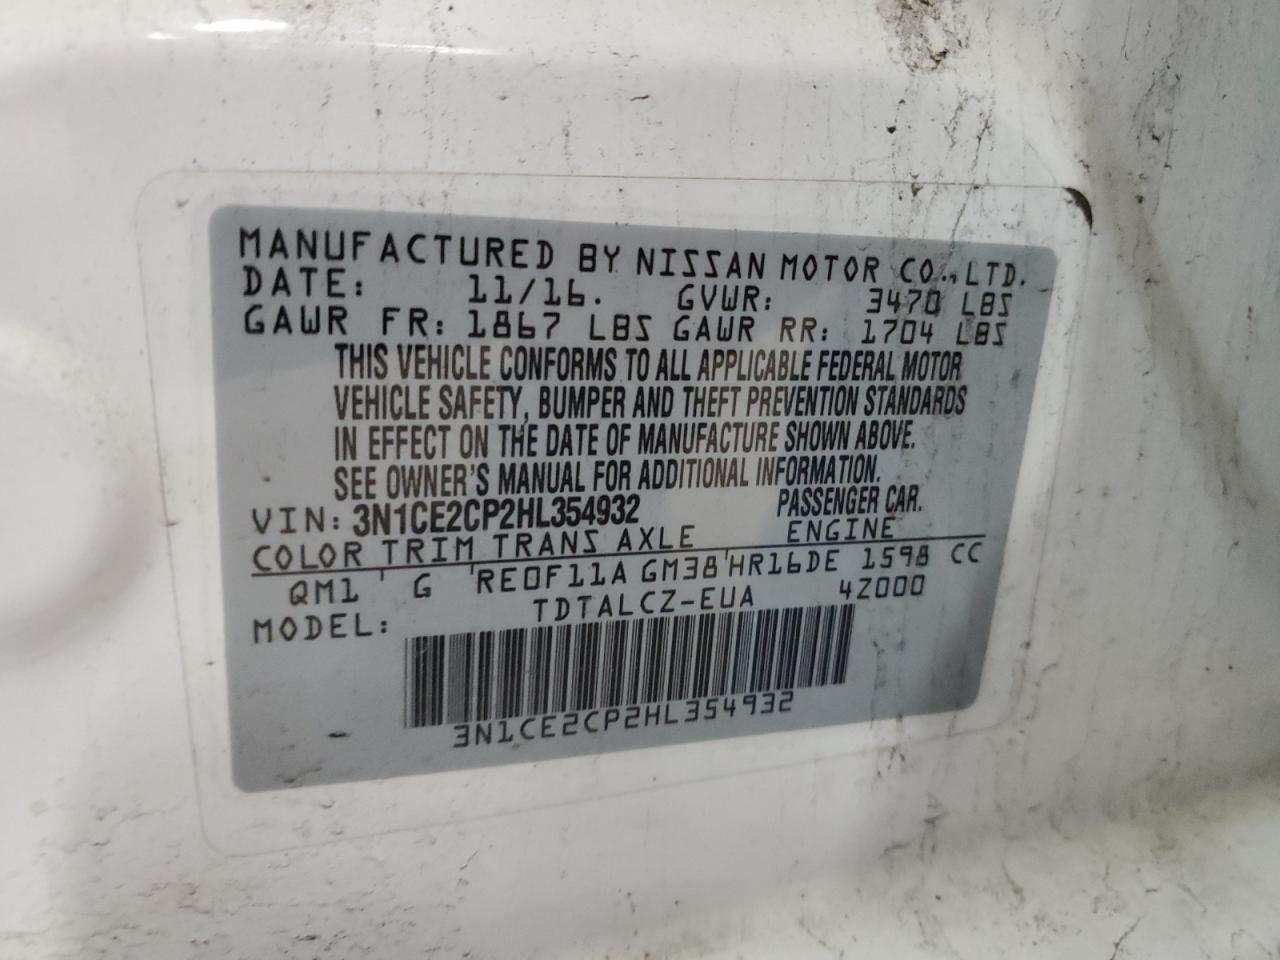 MANUFACTURED BY NISSAN MOTOR CO., LTD.
DATE: 11/16. GVWR: 3470 LBS
GAWR FR: 1867 LBS GAWR RR: 1704 LBS
THIS VEHICLE CONFORMS TO ALL APPLICABLE FEDERAL MOTOR
VEHICLE SAFETY, BUMPER AND THEFT PREVENTION STANDARDS
IN EFFECT ON THE DATE OF MANUFACTURE SHOWN ABOVE.
SEE OWNER'S MANUAL FOR ADDITIONAL INFORMATION.
VIN: 3N1CE2CP2HL354932 PASSENGER CAR.
COLOR TRIM TRANS AXLE ENGINE
QM1 G RE0F11A GM38 HR16DE 1598 CC
MODEL: TDTALCZ-EUA 4Z000
3N1CE2CP2HL354932